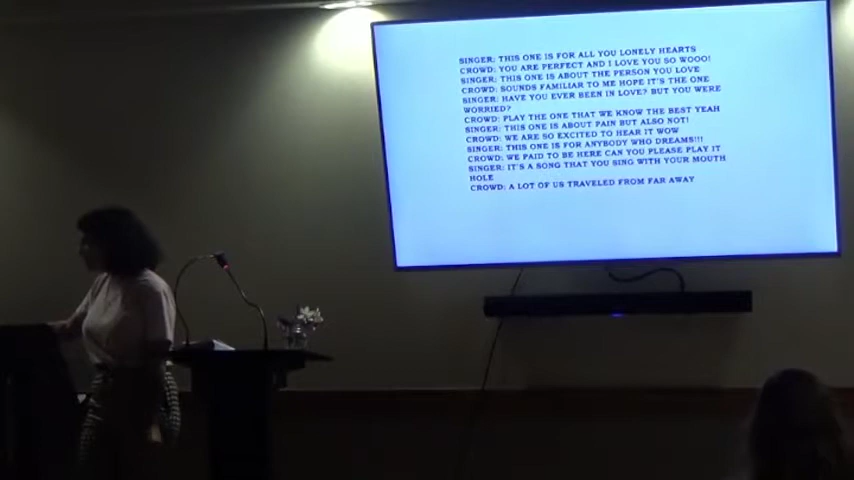 SINGER: THIS ONE IS FOR ALL YOU LONELY HEARTS
CROWD: YOU ARE PERFECT AND I LOVE YOU SO WOOO!
SINGER: THIS ONE IS ABOUT THE PERSON YOU LOVE
CROWD: SOUNDS FAMILIAR TO ME HOPE IT'S THE ONE
SINGER: HAVE YOU EVER BEEN IN LOVE? BUT YOU WERE
WORRIED?
CROWD: PLAY THE ONE THAT WE KNOW THE BEST YEAH
SINGER: THIS ONE IS ABOUT PAIN BUT ALSO NOT!
CROWD: WE ARE SO EXCITED TO HEAR IT WOW
SINGER: THIS ONE IS FOR ANYBODY WHO DREAMS!!!
CROWD: WE PAID TO BE HERE CAN YOU PLEASE PLAY IT
SINGER: IT'S A SONG THAT YOU SING WITH YOUR MOUTH
HOLE
CROWD: A LOT OF US TRAVELED FROM FAR AWAY